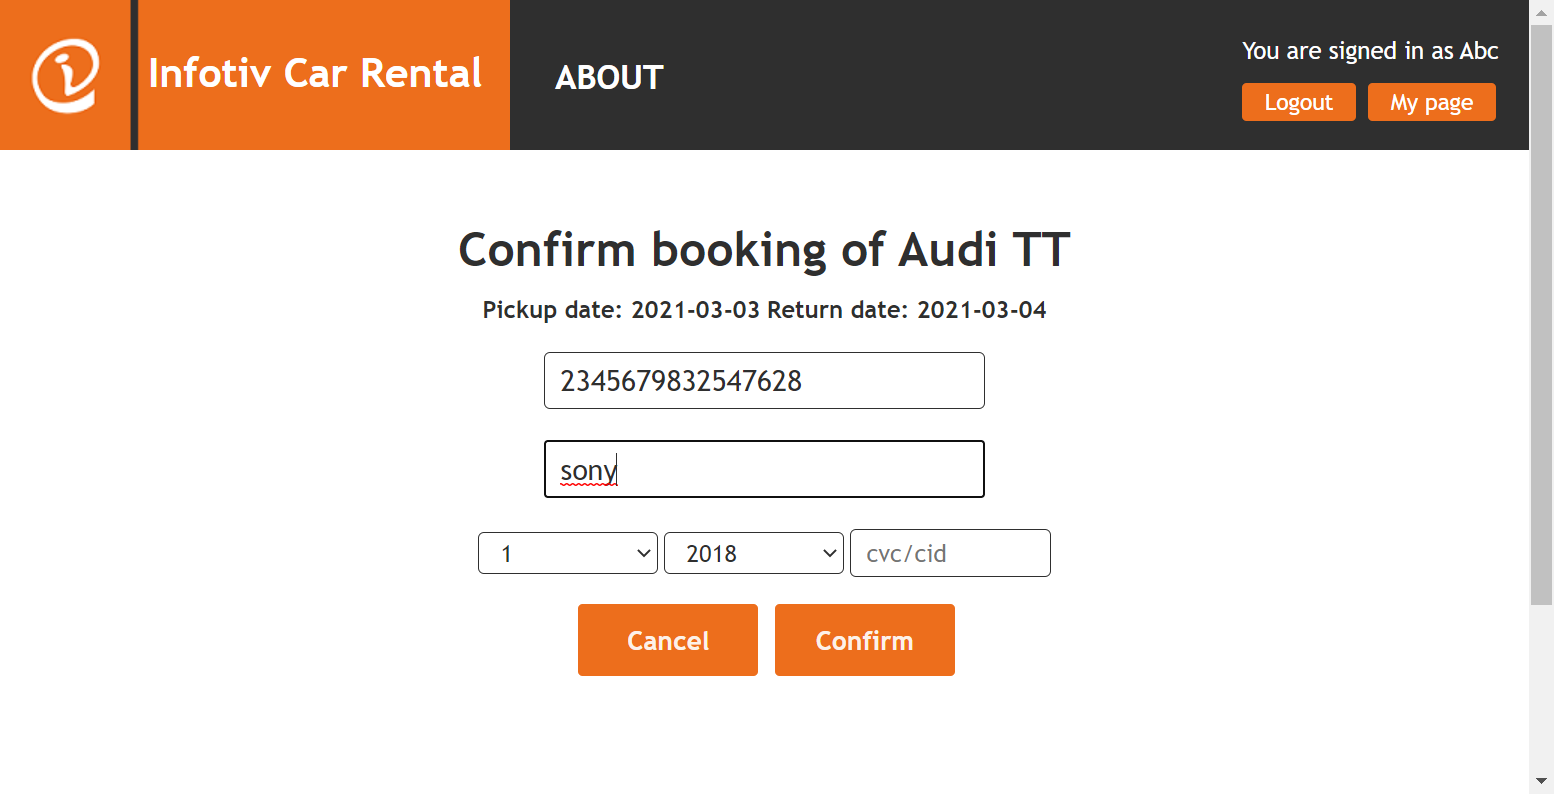 Infotiv Car Rental
ABOUT
You are signed in as Abc
Logout My page
Confirm booking of Audi TT
Pickup date: 2021-03-03 Return date: 2021-03-04
2345679832547628
sony
1 2018 cvc/cid
Cancel Confirm